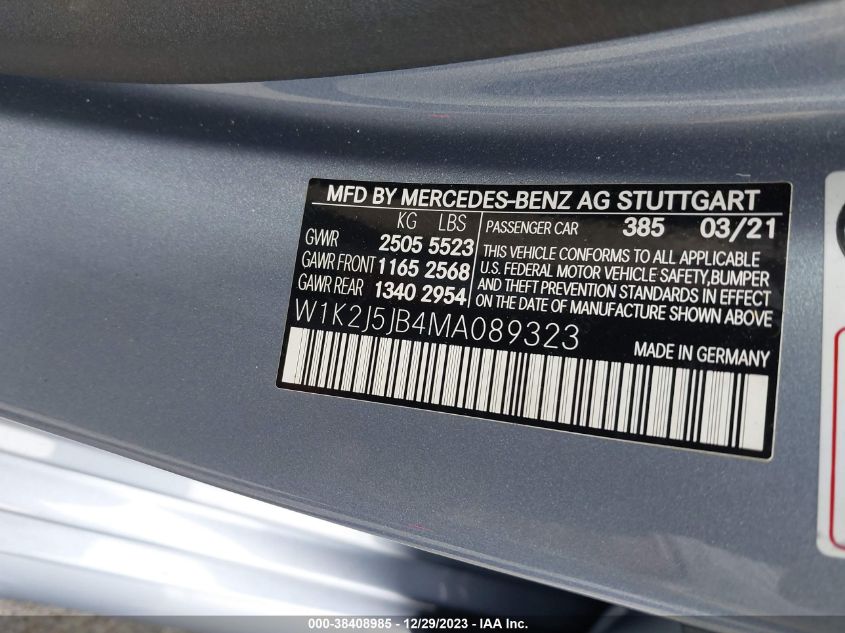 MFD BY MERCEDES-BENZ AG STUTTGART
KG LBS
GVWR 2505 5523
GAWR FRONT 1165 2568
GAWR REAR 1340 2954
PASSENGER CAR 385 03/21
THIS VEHICLE CONFORMS TO ALL APPLICABLE
U.S. FEDERAL MOTOR VEHICLE SAFETY,BUMPER
AND THEFT PREVENTION STANDARDS IN EFFECT
ON THE DATE OF MANUFACTURE SHOWN ABOVE
W1K2J5JB4MA089323
MADE IN GERMANY
000-38408985 - 12/29/2023 - IAA Inc.